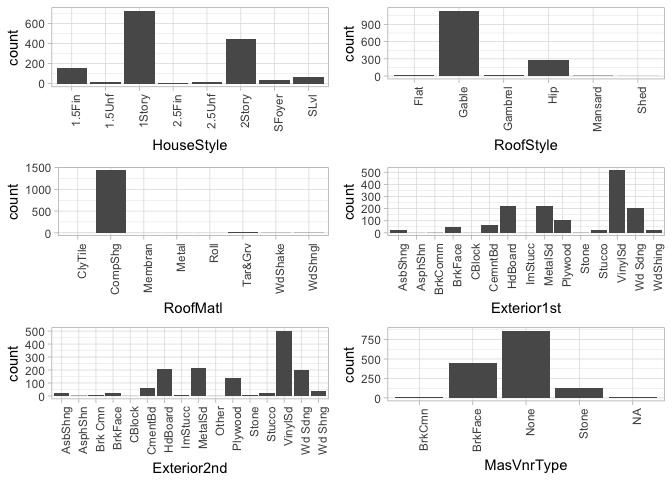 count
600
400
200
0
1.5Fin
1.5Unf
1Story
2.5Fin
2.5Unf
2Story
SFoyer
SLvl
HouseStyle
count
900
600
300
0
Flat
Gable
Gambrel
Hip
Mansard
Shed
RoofStyle
count
1500
1000
500
0
ClyTile
CompShg
Membran
Metal
Roll
Tar&Grv
WdShake
WdShngl
RoofMatl
count
500
400
300
200
100
0
AsbShng
AsphShn
BrkComm
BrkFace
CBlock
CemntBd
HdBoard
ImStucc
MetalSd
Plywood
Stone
Stucco
VinylSd
Wd Sdng
WdShing
Exterior1st
count
500
400
300
200
100
0
AsbShng
AsphShn
Brk Cmn
BrkFace
CBlock
CmentBd
HdBoard
ImStucc
MetalSd
Other
Plywood
Stone
Stucco
VinylSd
Wd Sdng
Wd Shng
Exterior2nd
count
750
500
250
0
BrkCmn
BrkFace
None
Stone
NA
MasVnrType